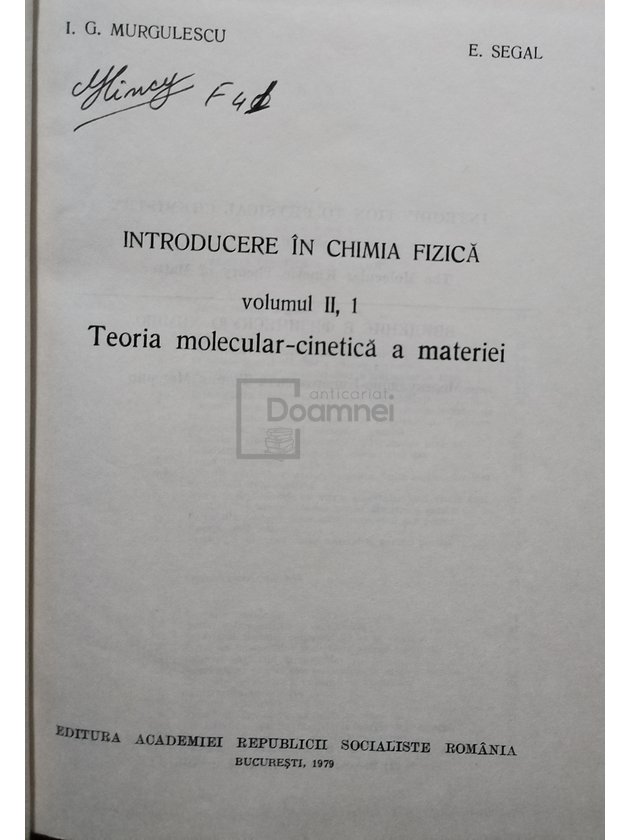 I. G. MURGULESCU
E. SEGAL
INTRODUCERE ÎN CHIMIA FIZICĂ
volumul II, 1
Teoria molecular-cinetică a materiei
anticariat
Doamnei
EDITURA ACADEMIEI REPUBLICII SOCIALISTE ROMÂNIA
BUCUREŞTI, 1979